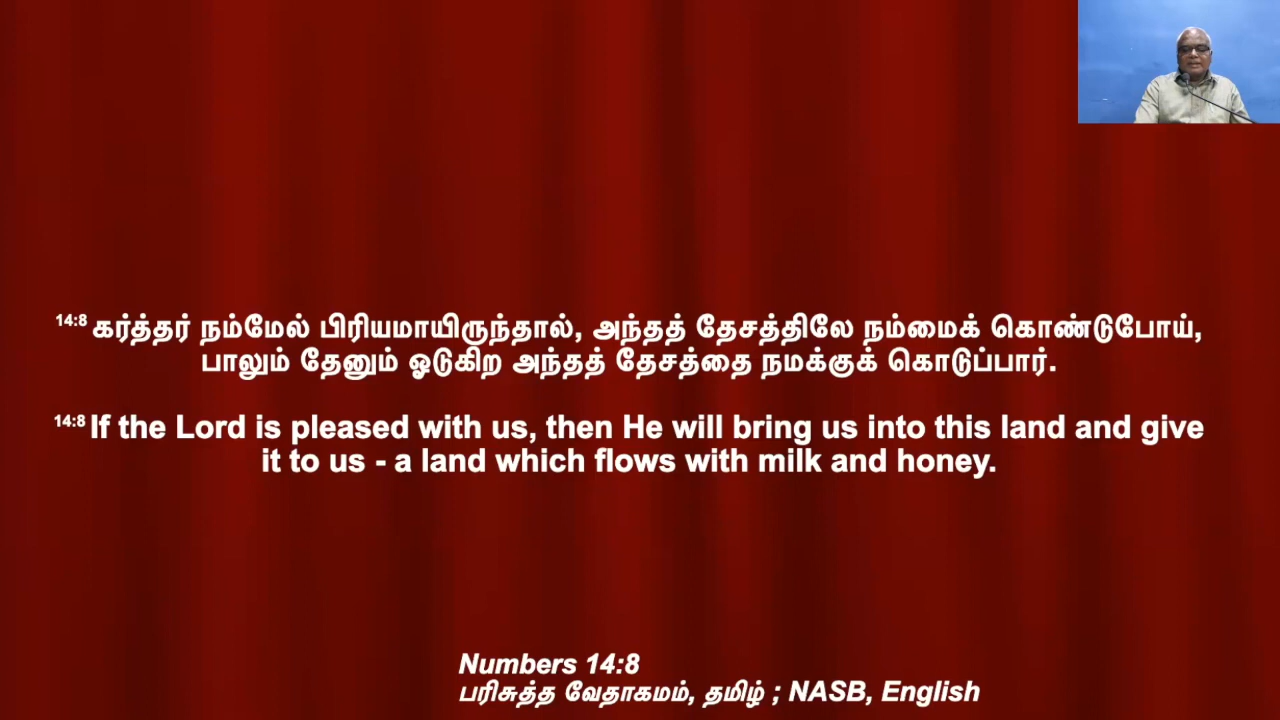 14:8 கர்த்தர் நம்மேல் பிரியமாயிருந்தால், அந்தத் தேசத்திலே நம்மைக் கொண்டுபோய்,
பாலும் தேனும் ஓடுகிற அந்தத் தேசத்தை நமக்குக் கொடுப்பார்.
14:8 If the Lord is pleased with us, then He will bring us into this land and give
it to us - a land which flows with milk and honey.
Numbers 14:8
பரிசுத்த வேதாகமம், தமிழ் ; NASB, English